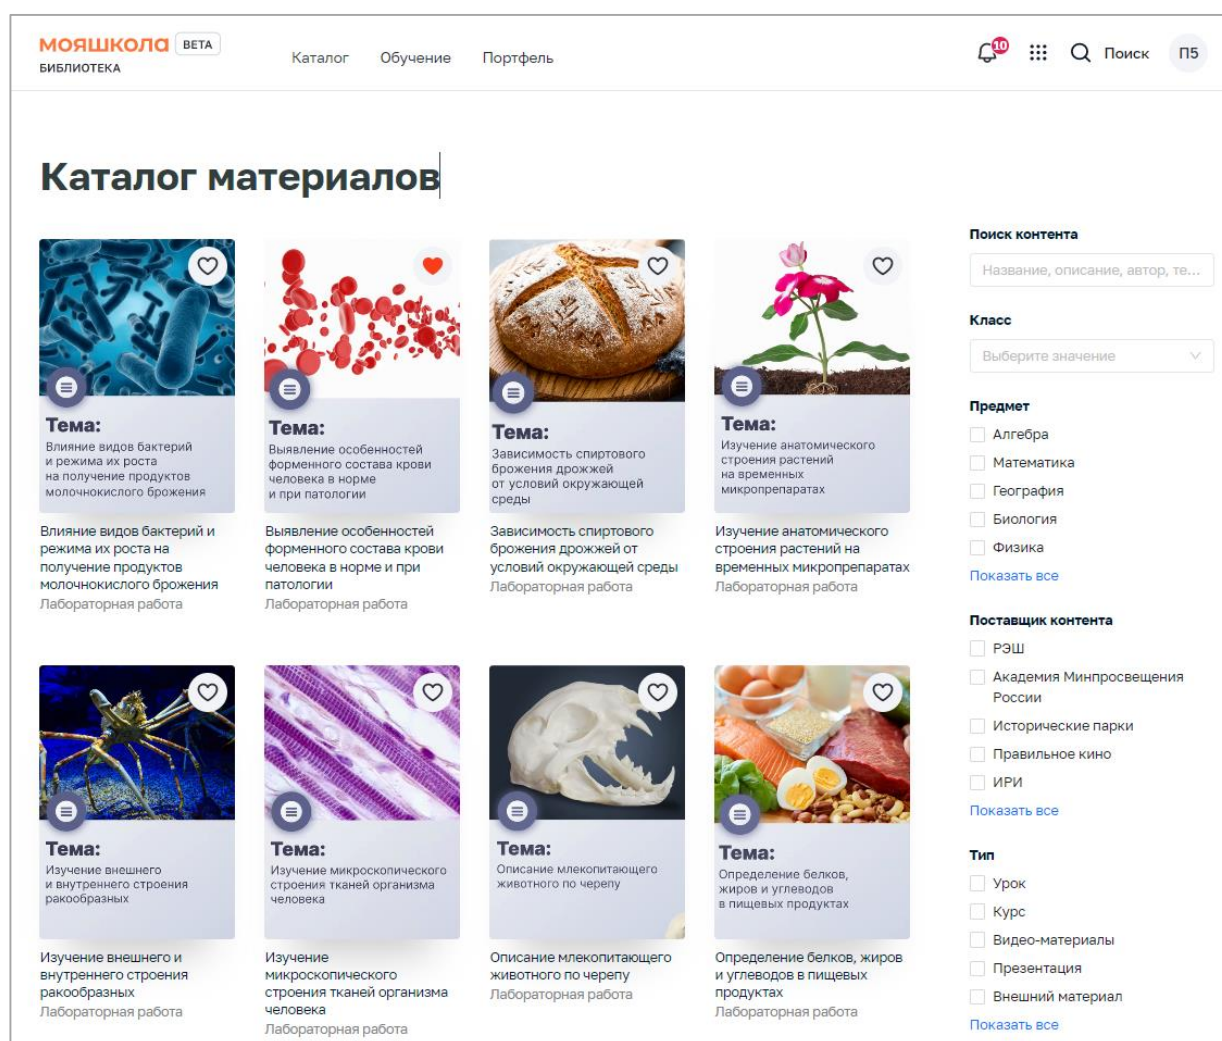 МОЯШКОЛА BETA
БИБЛИОТЕКА
Каталог Обучение Портфель
10 Поиск П5
Каталог материалов
Тема:
Влияние видов бактерий
и режима их роста
на получение продуктов
молочнокислого брожения
Влияние видов бактерий и
режима их роста на
получение продуктов
молочнокислого брожения
Лабораторная работа
Тема:
Выявление особенностей
форменного состава крови
человека в норме
и при патологии
Выявление особенностей
форменного состава крови
человека в норме и при
патологии
Лабораторная работа
Тема:
Зависимость спиртового
брожения дрожжей
от условий окружающей
среды
Зависимость спиртового
брожения дрожжей от
условий окружающей среды
Лабораторная работа
Тема:
Изучение анатомического
строения растений
на временных
микропрепаратах
Изучение анатомического
строения растений на
временных микропрепаратах
Лабораторная работа
Тема:
Изучение внешнего
и внутреннего строения
ракообразных
Изучение внешнего и
внутреннего строения
ракообразных
Лабораторная работа
Тема:
Изучение микроскопического
строения тканей организма
человека
Изучение
микроскопического
строения тканей организма
человека
Лабораторная работа
Тема:
Описание млекопитающего
животного по черепу
Описание млекопитающего
животного по черепу
Лабораторная работа
Тема:
Определение белков,
жиров и углеводов
в пищевых продуктах
Определение белков, жиров
и углеводов в пищевых
продуктах
Лабораторная работа
Поиск контента
Название, описание, автор, те...
Класс
Выберите значение
Предмет
Алгебра
Математика
География
Биология
Физика
Показать все
Поставщик контента
РЭШ
Академия Минпросвещения
России
Исторические парки
Правильное кино
ИРИ
Показать все
Тип
Урок
Курс
Видео-материалы
Презентация
Внешний материал
Показать все